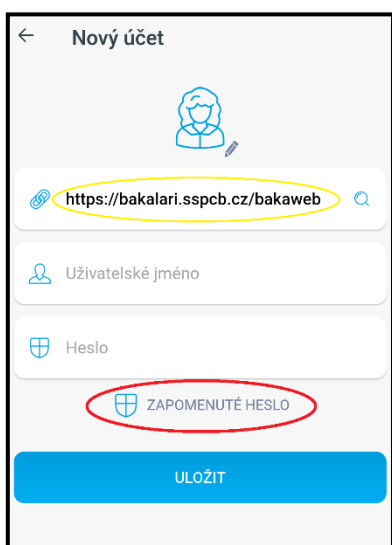 Nový účet
https://bakalari.sspcb.cz/bakaweb
Uživatelské jméno
Heslo
ZAPOMENUTÉ HESLO
ULOŽIT